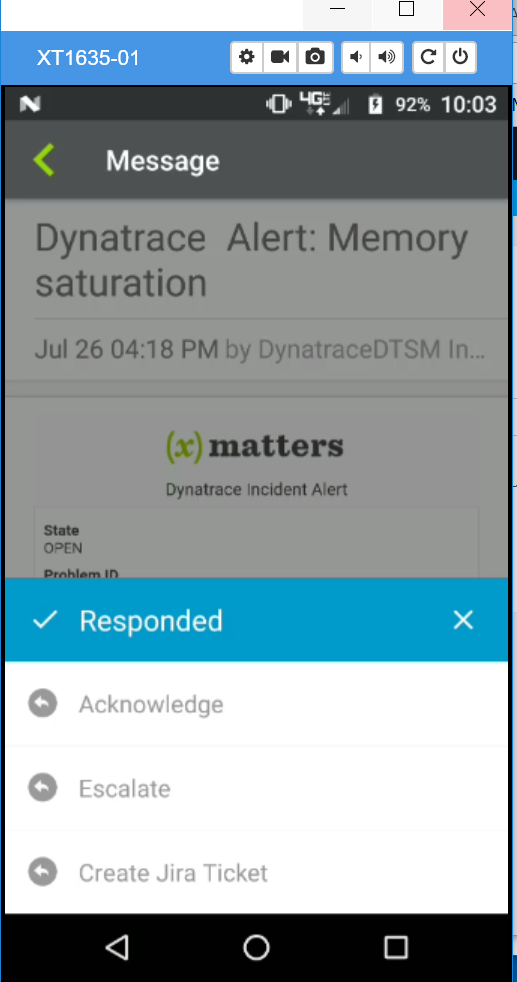 XT1635-01
4GE 92% 10:03
Message
Dynatrace  Alert: Memory
saturation
Jul 26 04:18 PM by DynatraceDTSM In...
(x) matters
Dynatrace Incident Alert
State
OPEN
Problem ID
Responded
Acknowledge
Escalate
Create Jira Ticket